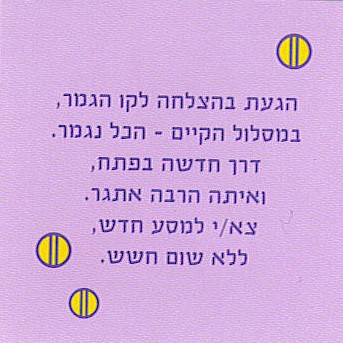 הגעת בהצלחה לקו הגמר,
במסלול הקיים - הכל נגמר.
דרך חדשה בפתח,
ואיתה הרבה אתגר.
צא/י למסע חדש,
ללא שום חשש.